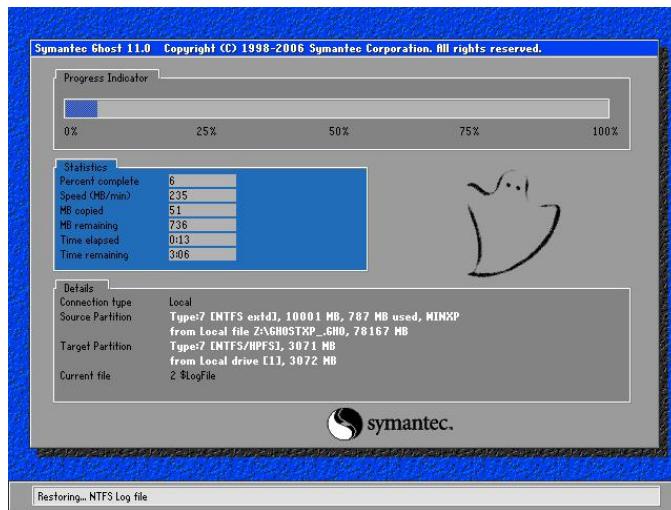 Symantec Ghost 11.0 Copyright (C) 1998-2006 Symantec Corporation. All rights reserved.
Progress Indicator
0% 25% 50% 75% 100%
Statistics
Percent complete 6
Speed (MB/min) 235
MB copied 51
MB remaining 736
Time elapsed 0:13
Time remaining 3:06
Details
Connection type Local
Source Partition Type:7 [NTFS extd], 10001 MB, 787 MB used, WINXP
from Local file Z:\GHOSTXP_.GHO, 78167 MB
Target Partition Type:7 [NTFS/HPFS], 3071 MB
from Local drive [1], 3072 MB
Current file 2 $LogFile
symantec.
Restoring... NTFS Log file